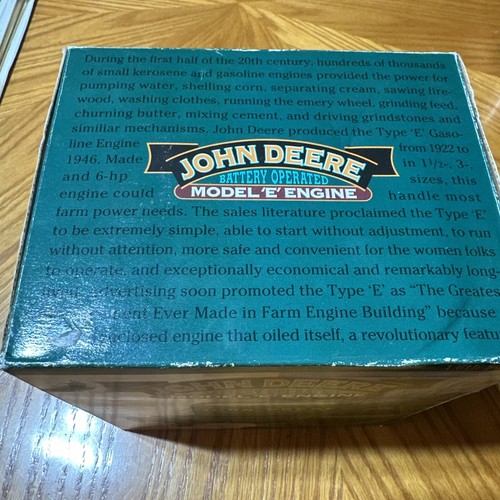 During the first half of the 20th century, hundreds of thousands
of small kerosene and gasoline engines provided the power for
pumping water, shelling corn, separating cream, sawing fire-
wood, washing clothes, running the emery wheel, grinding feed,
churning butter, mixing cement, and driving grindstones and
similiar mechanisms. John Deere produced the Type 'E' Gaso-
line Engine from 1922 to
1946. Made in 1½-, 3-,
and 6-hp sizes, this
engine could handle most
JOHN DEERE
BATTERY OPERATED
MODEL 'E' ENGINE
farm power needs. The sales literature proclaimed the Type 'E'
to be extremely simple, able to start without adjustment, to run
without attention, more safe and convenient for the women folks
to operate, and exceptionally economical and remarkably long
advertising soon promoted the Type 'E' as "The Greates
Ever Made in Farm Engine Building" because
enclosed engine that oiled itself, a revolutionary featu
JOHN DEERE